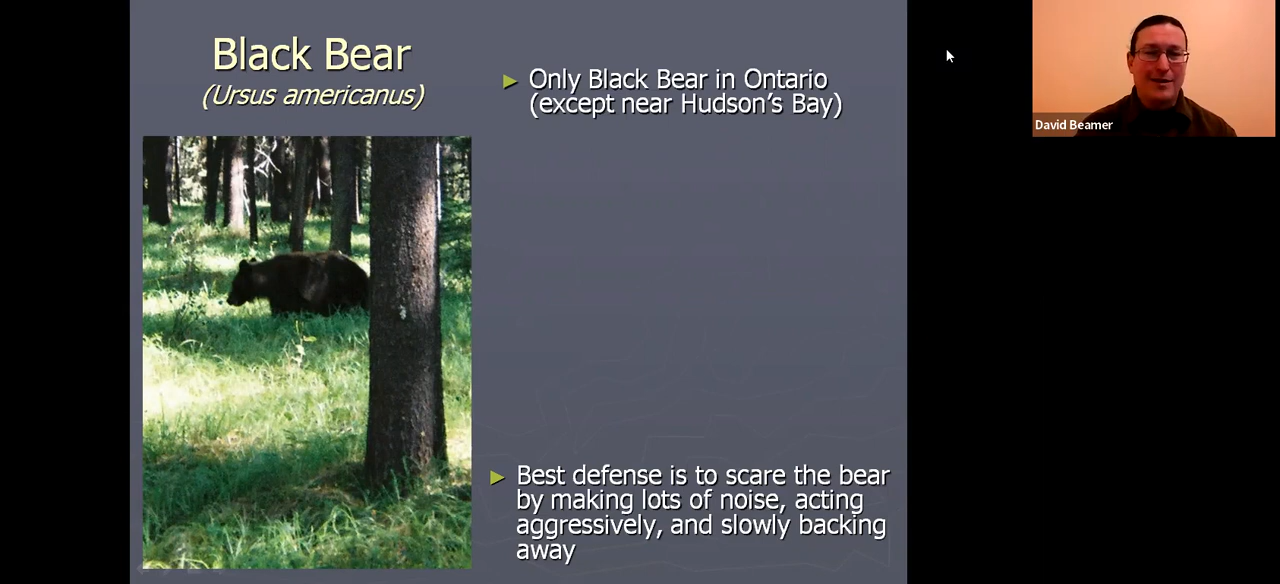 Black Bear
(Ursus americanus)
► Only Black Bear in Ontario
(except near Hudson's Bay)
► Best defense is to scare the bear
by making lots of noise, acting
aggressively, and slowly backing
away
David Beamer